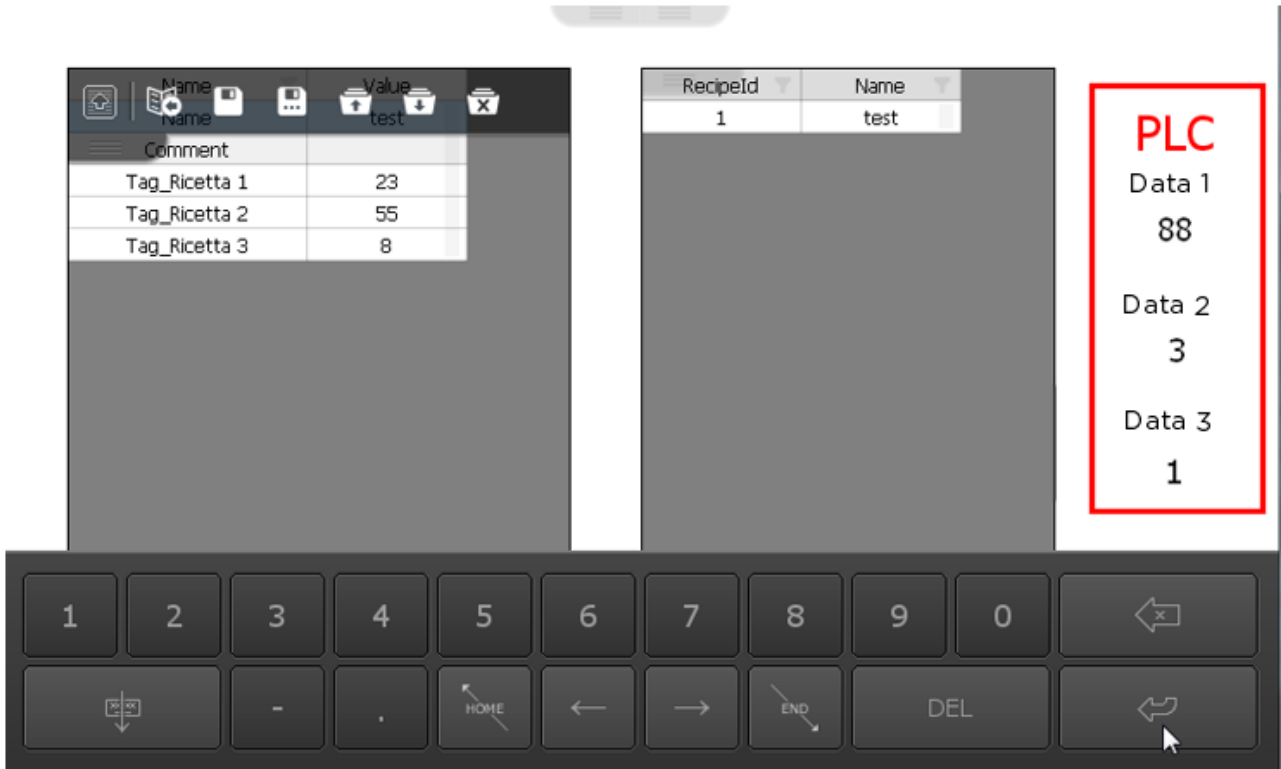 Name Value
Name test
Comment
Tag_Ricetta 1 23
Tag_Ricetta 2 55
Tag_Ricetta 3 8
RecipeId Name
1 test
PLC
Data 1
88
Data 2
3
Data 3
1
1 2 3 4 5 6 7 8 9 0
- . HOME END DEL